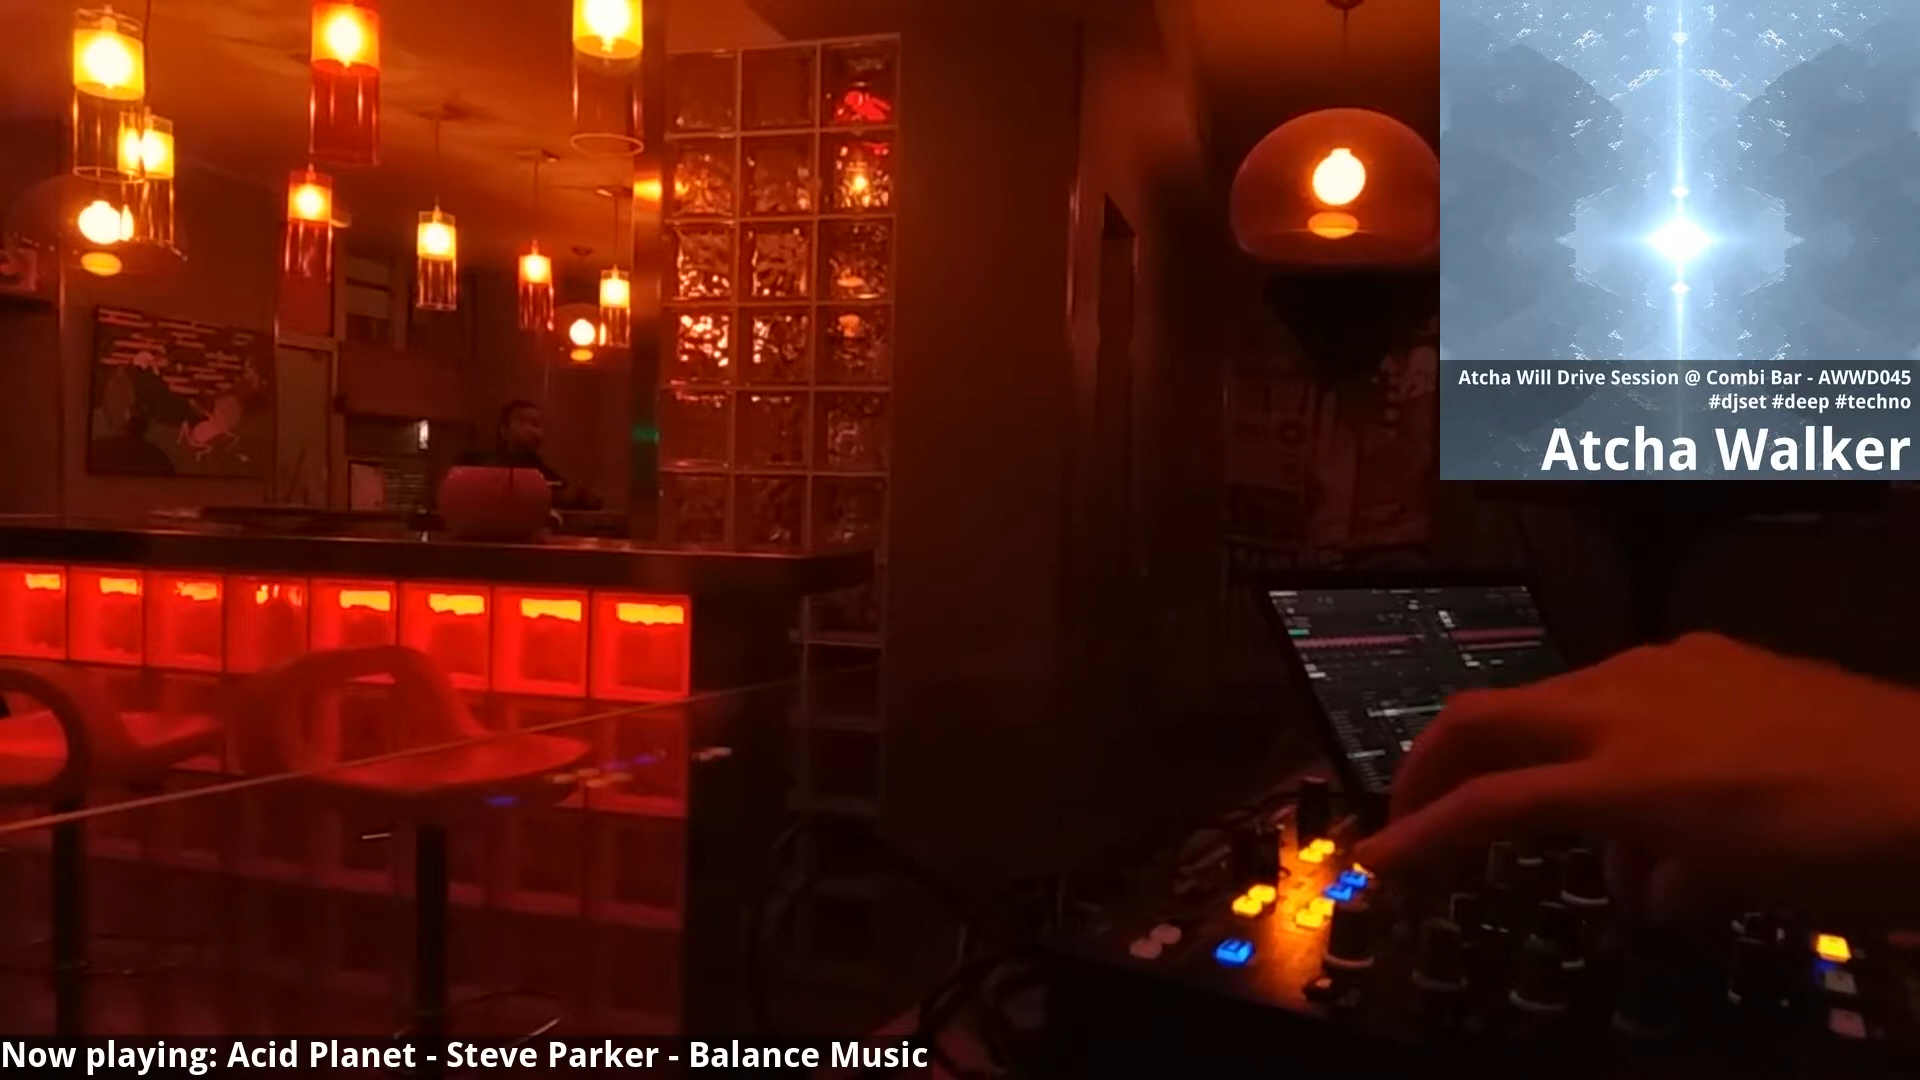 Atcha Will Drive Session @ Combi Bar - AWWD045
#djset #deep #techno
Atcha Walker
Now playing: Acid Planet - Steve Parker - Balance Music